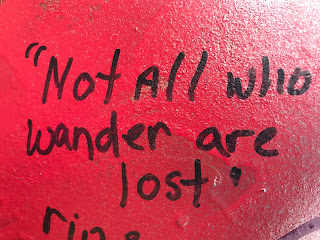 "Not All who
wander are
lost"